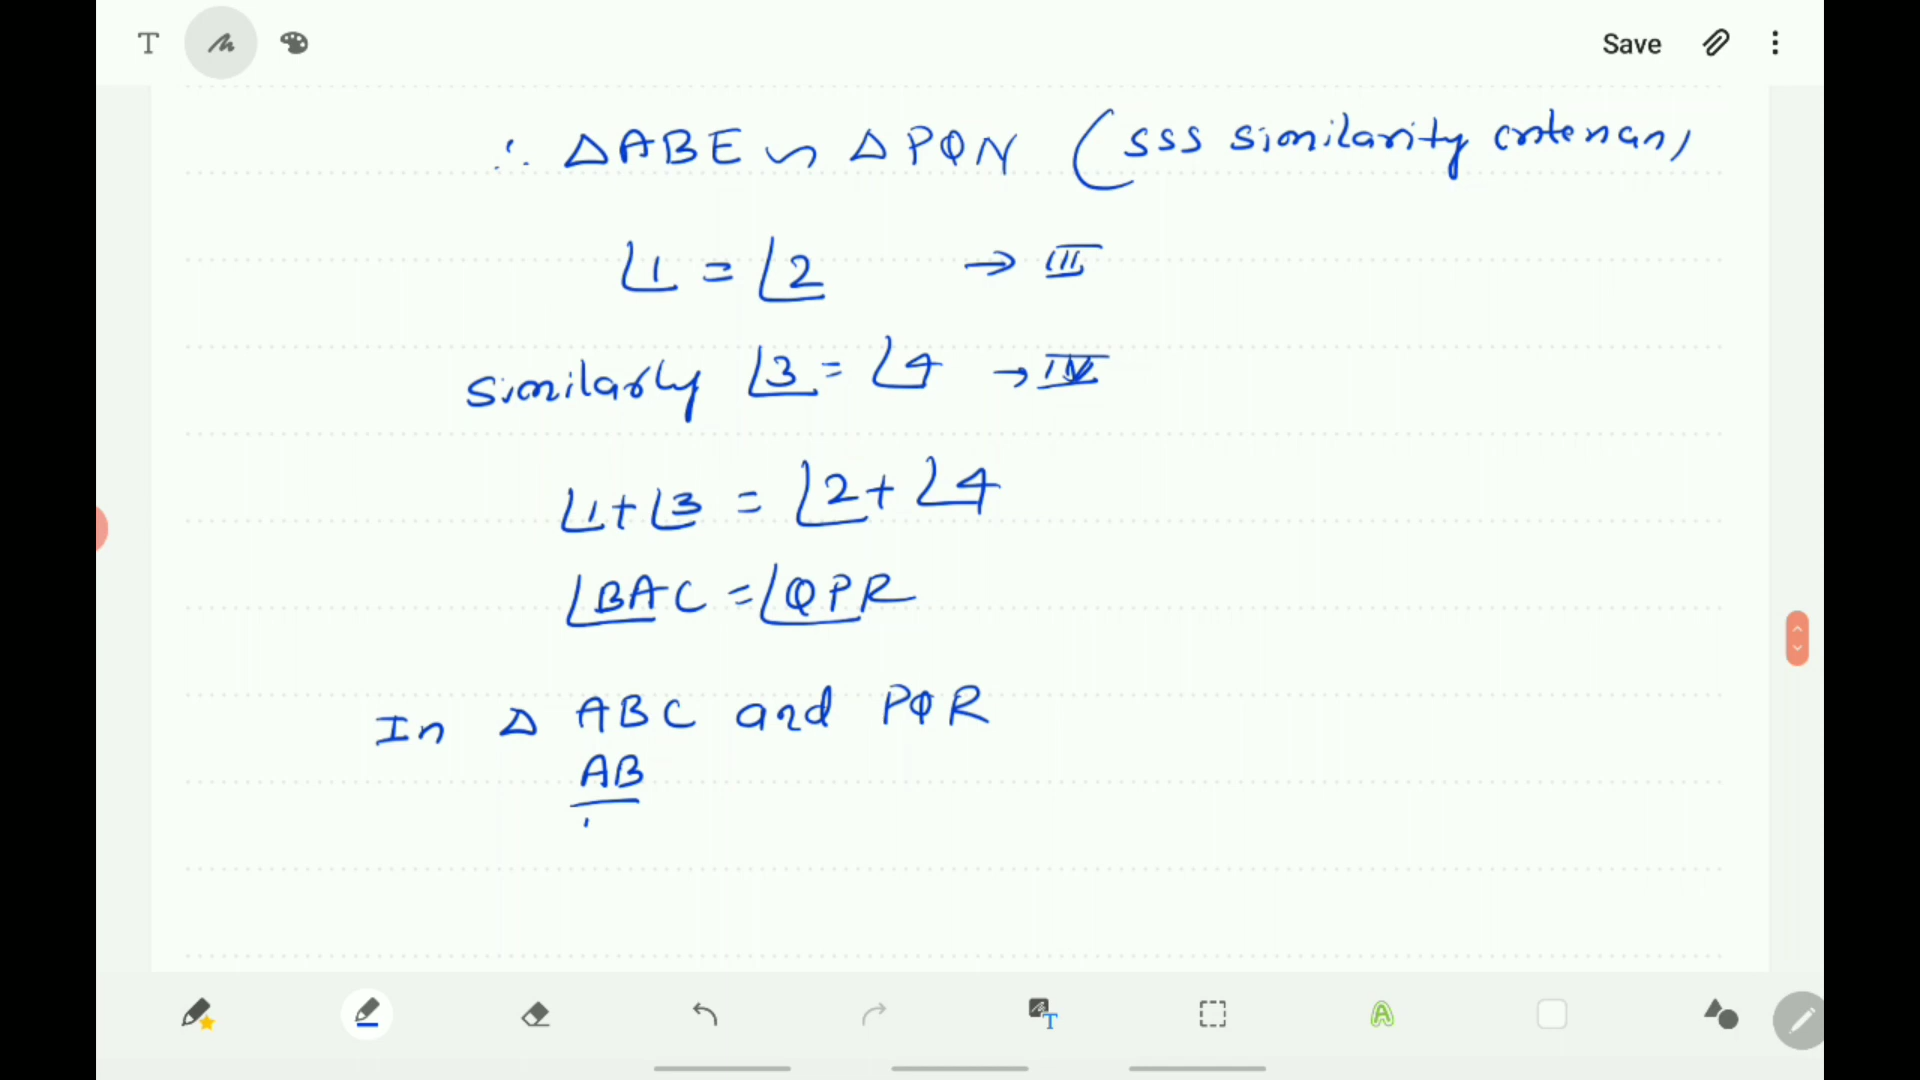 T
Save
∴ ΔABE ∽ ΔPQN (SSS similarity
∠1 = ∠2 → III
Similarly ∠3 = ∠4 → IV
∠1+∠3 = ∠2+∠4
∠BAC = ∠QPR
In Δ ABC and PQR
AB
T
A